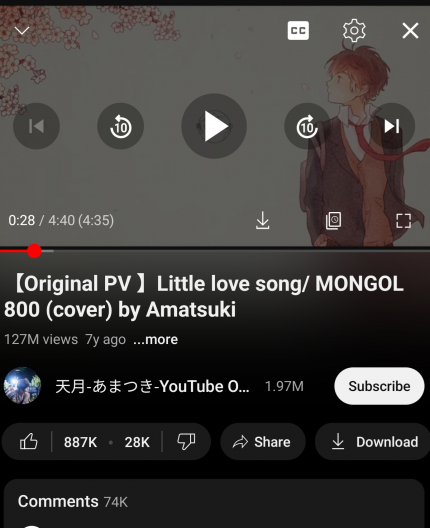 CC
10
10
0:28 / 4:40 (4:35)
【Original PV 】Little love song/ MONGOL
800 (cover) by Amatsuki
127M views 7y ago ...more
天月-あまつき-YouTube O... 1.97M Subscribe
887K • 28K Share Download
Comments 74K